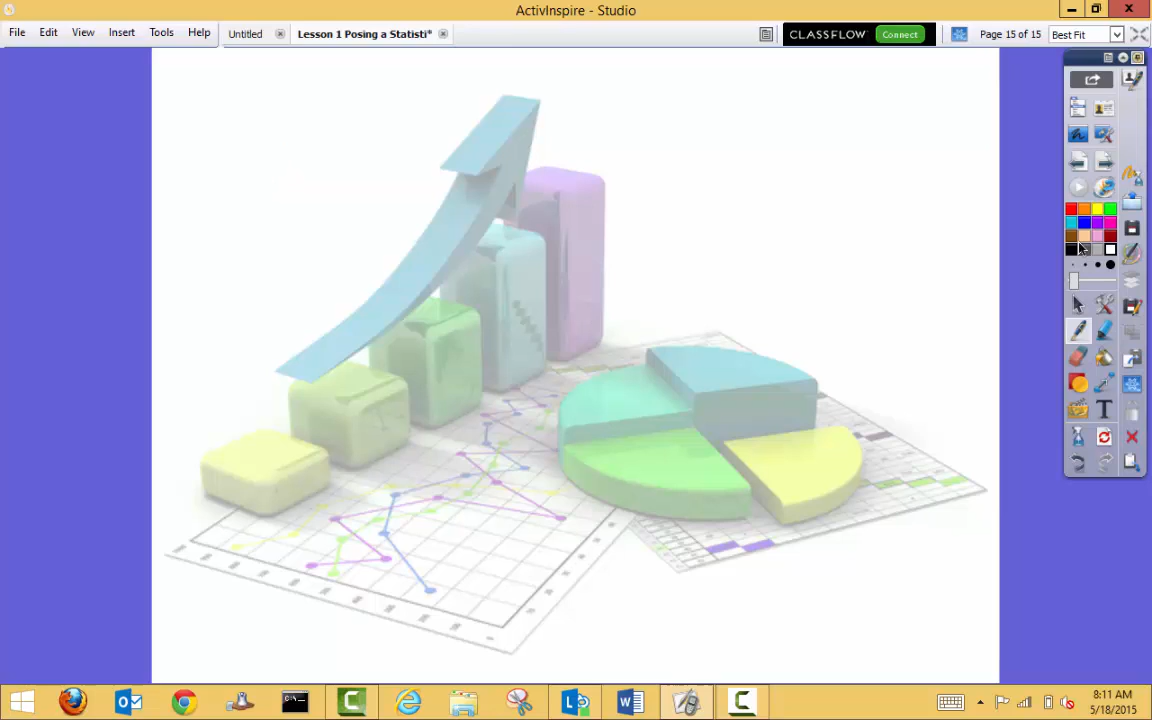 ActivInspire - Studio
File Edit View Insert Tools Help Untitled Lesson 1 Posing a Statisti* CLASSFLOW Connect Page 15 of 15 Best Fit
8:11 AM
5/18/2015